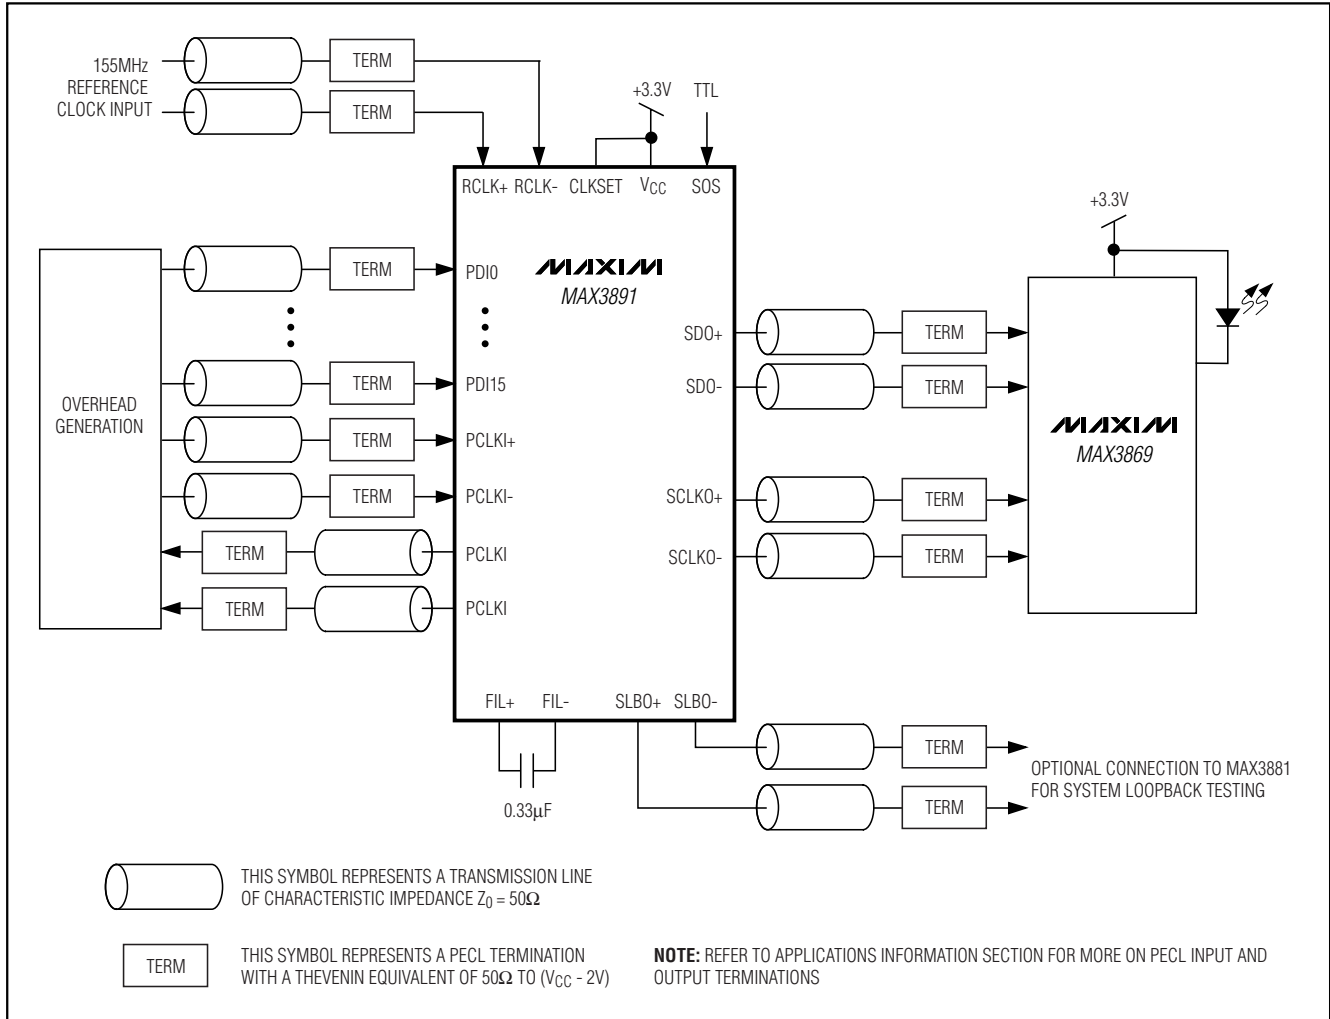 155MHz
REFERENCE
CLOCK INPUT
TERM
TERM
+3.3V
TTL
RCLK+ RCLK- CLKSET VCC SOS
MAXIM
MAX3891
OVERHEAD
GENERATION
TERM
PDI0
TERM
PDI15
TERM
PCLKI+
TERM
PCLKI-
TERM
PCLKI
TERM
PCLKI
SDO+
TERM
SDO-
TERM
SCLKO+
TERM
SCLKO-
TERM
+3.3V
MAXIM
MAX3869
FIL+ FIL- SLBO+ SLBO-
0.33µF
TERM
TERM
OPTIONAL CONNECTION TO MAX3881
FOR SYSTEM LOOPBACK TESTING
THIS SYMBOL REPRESENTS A TRANSMISSION LINE
OF CHARACTERISTIC IMPEDANCE Z0 = 50Ω
TERM
THIS SYMBOL REPRESENTS A PECL TERMINATION
WITH A THEVENIN EQUIVALENT OF 50Ω TO (VCC - 2V)
NOTE: REFER TO APPLICATIONS INFORMATION SECTION FOR MORE ON PECL INPUT AND
OUTPUT TERMINATIONS